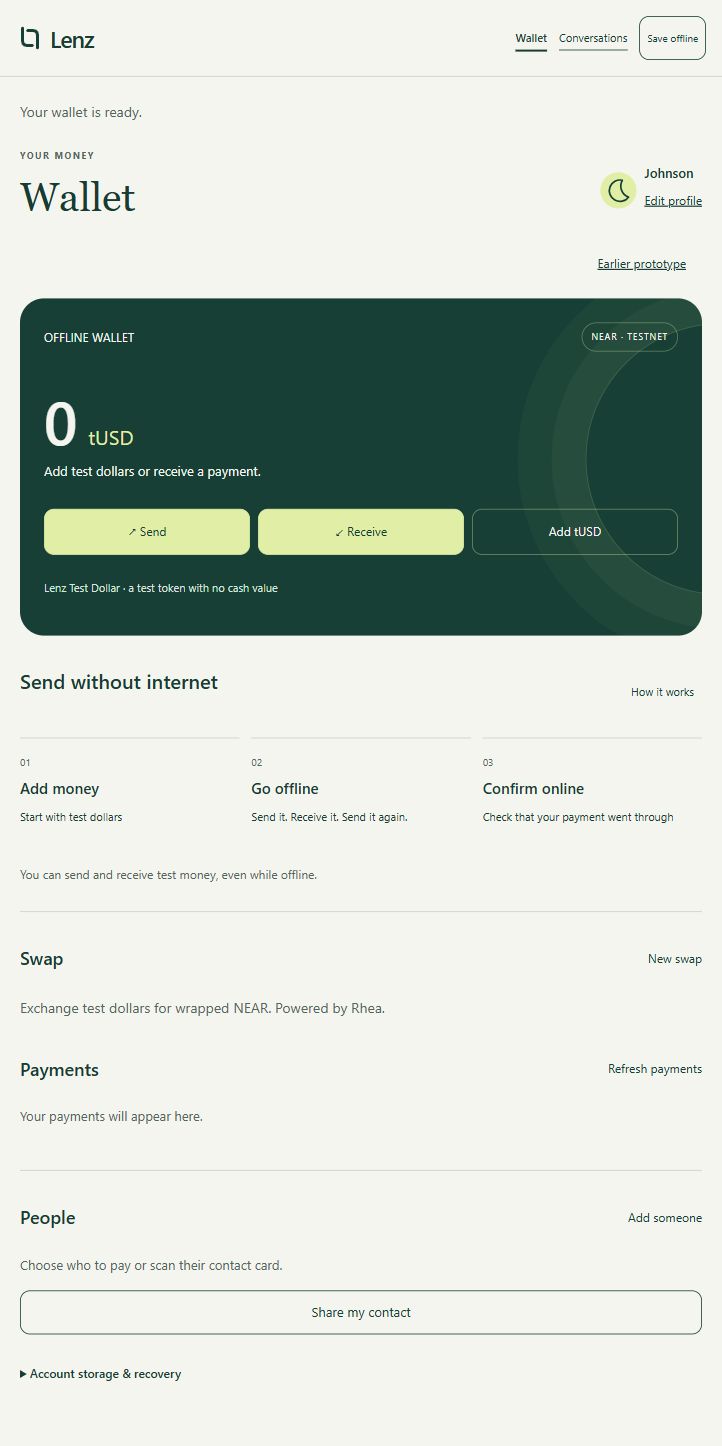 Lenz
Wallet
Conversations
Save offline
Your wallet is ready.
YOUR MONEY
Wallet
Johnson
Edit profile
Earlier prototype
OFFLINE WALLET
NEAR · TESTNET
0 tUSD
Add test dollars or receive a payment.
↗ Send
↙ Receive
Add tUSD
Lenz Test Dollar · a test token with no cash value
Send without internet
How it works
01
Add money
Start with test dollars
02
Go offline
Send it. Receive it. Send it again.
03
Confirm online
Check that your payment went through
You can send and receive test money, even while offline.
Swap
New swap
Exchange test dollars for wrapped NEAR. Powered by Rhea.
Payments
Refresh payments
Your payments will appear here.
People
Add someone
Choose who to pay or scan their contact card.
Share my contact
Account storage & recovery